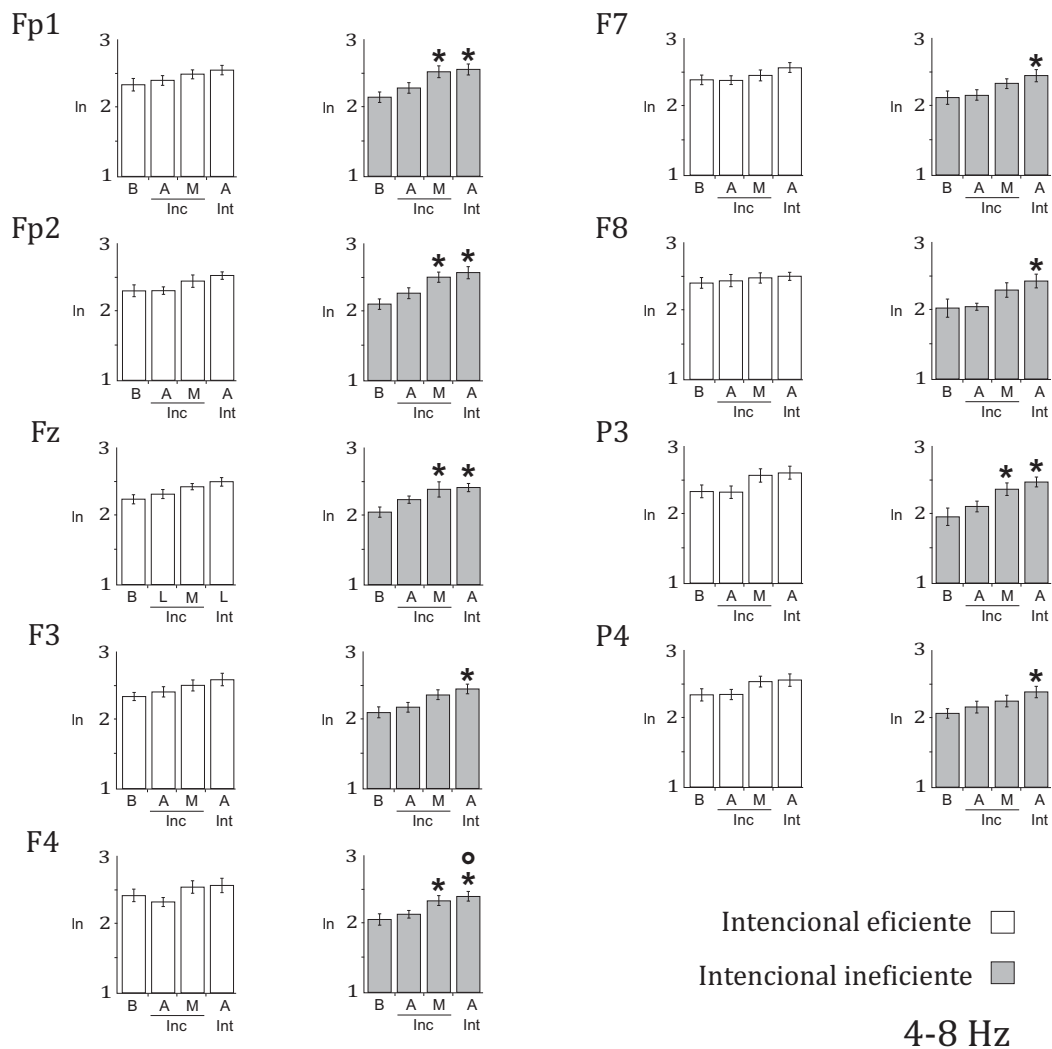 Fp1
3 3
* *
ln 2 ln 2
1 1
B A M A B A M A
Inc Int Inc Int
Fp2
3 3
* *
ln 2 ln 2
1 1
B A M A B A M A
Inc Int Inc Int
Fz
3 3
* *
ln 2 ln 2
1 1
B L M L B A M A
Inc Int Inc Int
F3
3 3
*
ln 2 ln 2
1 1
B A M A B A M A
Inc Int Inc Int
F4
3 3
* *
ln 2 ln 2
1 1
B A M A B A M A
Inc Int Inc Int
F7
3 3
*
ln 2 ln 2
1 1
B A M A B A M A
Inc Int Inc Int
F8
3 3
*
ln 2 ln 2
1 1
B A M A B A M A
Inc Int Inc Int
P3
3 3
* *
ln 2 ln 2
1 1
B A M A B A M A
Inc Int Inc Int
P4
3 3
*
ln 2 ln 2
1 1
B A M A B A M A
Inc Int Inc Int
Intencional eficiente
Intencional ineficiente
4-8 Hz